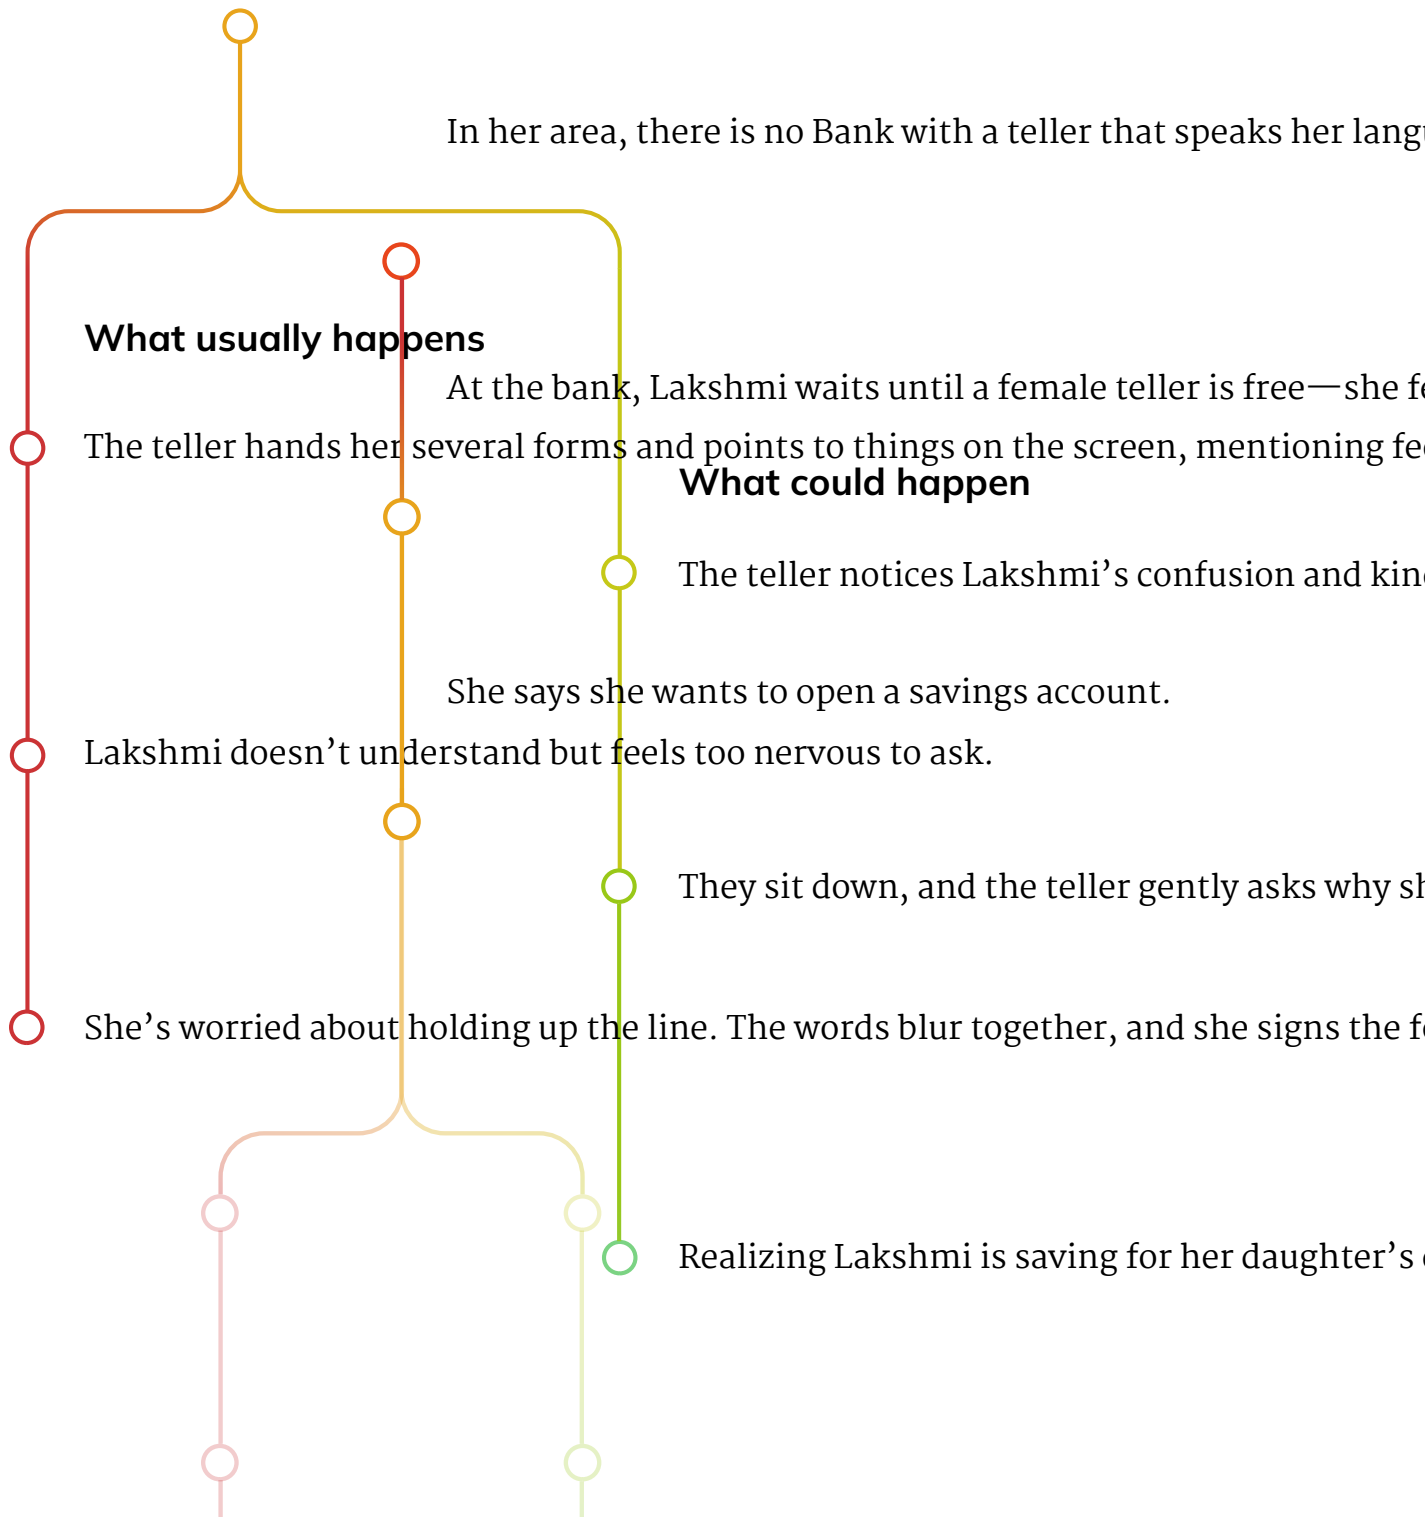 In her area, there is no Bank with a teller that speaks her
What usually happens
At the bank, Lakshmi waits until a female teller is free—she
The teller hands her several forms and points to things on the screen, mentioning
What could happen
The teller notices Lakshmi’s confusion and
She says she wants to open a savings account.
Lakshmi doesn’t understand but feels too nervous to ask.
They sit down, and the teller gently asks why
She’s worried about holding up the line. The words blur together, and she signs the
Realizing Lakshmi is saving for her daughter’s